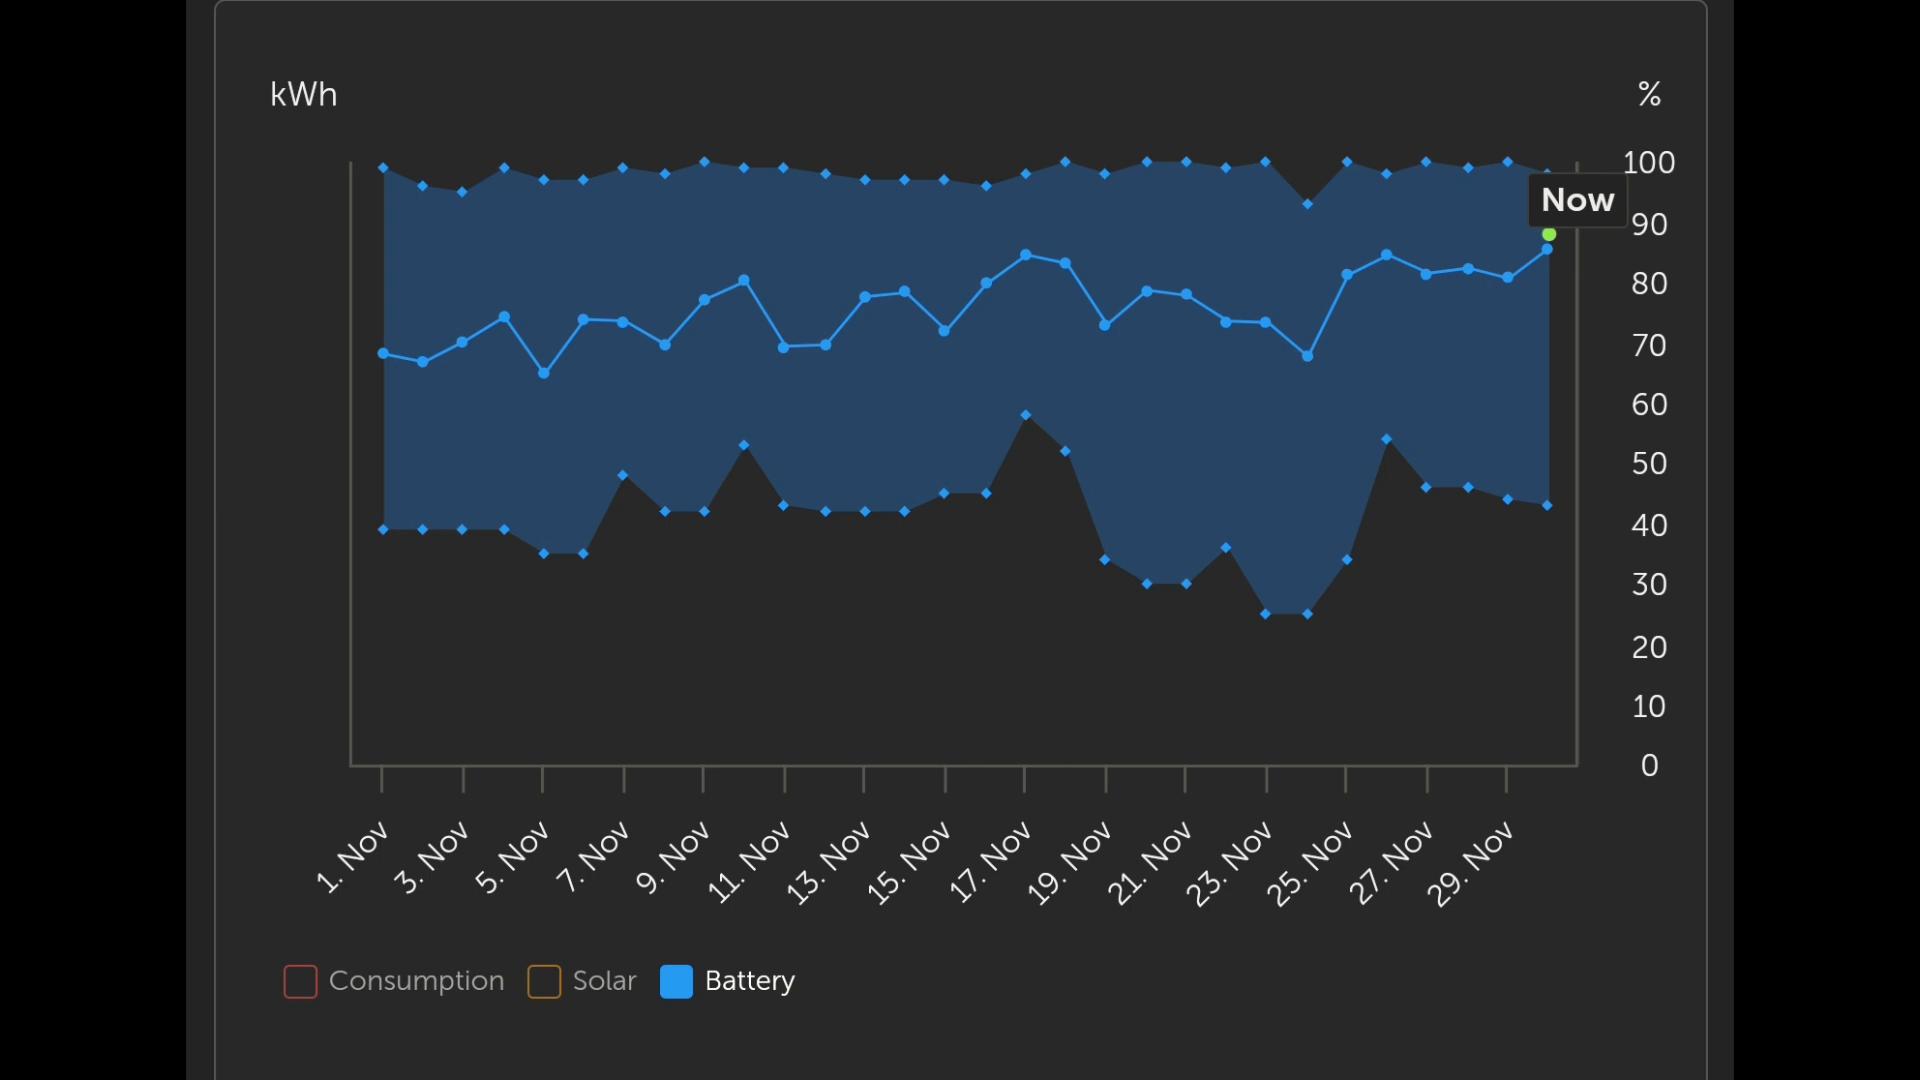 kWh
%
100
Now
90
80
70
60
50
40
30
20
10
0
1. Nov
3. Nov
5. Nov
7. Nov
9. Nov
11. Nov
13. Nov
15. Nov
17. Nov
19. Nov
21. Nov
23. Nov
25. Nov
27. Nov
29. Nov
Consumption
Solar
Battery